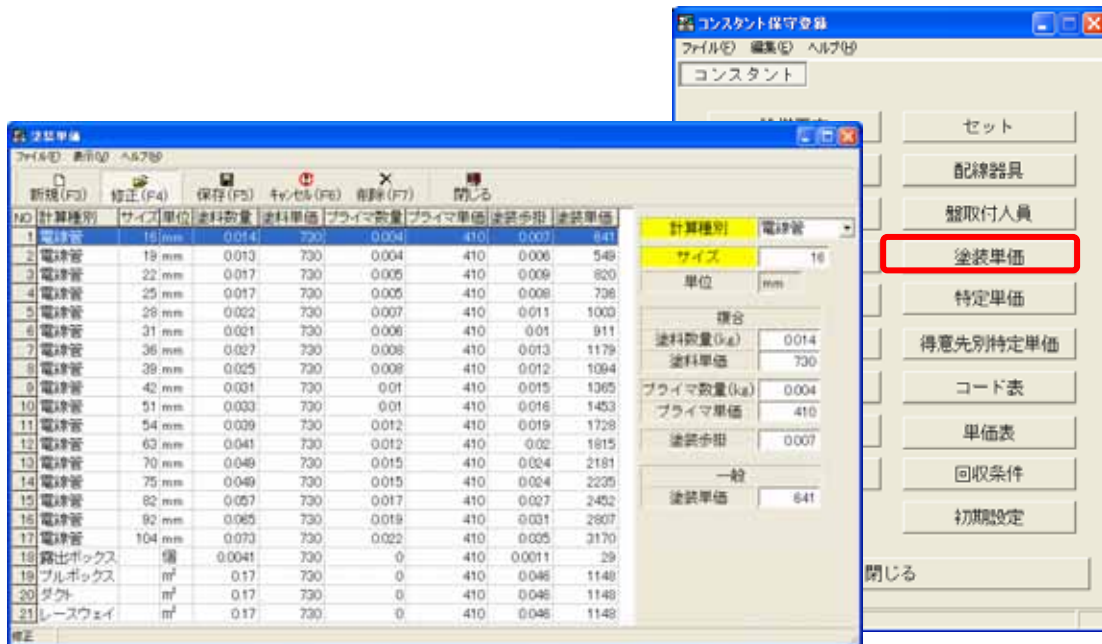 コンスタント保守登録
ファイル(F) 編集(E) ヘルプ(H)
コンスタント
セット
配線器具
盤取付人員
塗装単価
特定単価
得意先別特定単価
コード表
単価表
回収条件
初期設定
閉じる
塗装単価
ファイル(F) 表示(V) ヘルプ(H)
新規(F3) 修正(F4) 保存(F5) キャンセル(F6) 削除(F7) 閉じる
NO 計算種別 サイズ 単位 塗料数量 塗料単価 プライマ数量 プライマ単価 塗装歩掛 塗装単価
1 電線管 16 mm 0.014 730 0.004 410 0.007 641
2 電線管 19 mm 0.013 730 0.004 410 0.006 549
3 電線管 22 mm 0.017 730 0.005 410 0.009 820
4 電線管 25 mm 0.017 730 0.005 410 0.008 736
5 電線管 28 mm 0.022 730 0.007 410 0.011 1003
6 電線管 31 mm 0.021 730 0.006 410 0.01 911
7 電線管 36 mm 0.027 730 0.008 410 0.013 1179
8 電線管 39 mm 0.025 730 0.008 410 0.012 1094
9 電線管 42 mm 0.031 730 0.01 410 0.015 1365
10 電線管 51 mm 0.033 730 0.01 410 0.016 1453
11 電線管 54 mm 0.039 730 0.012 410 0.019 1728
12 電線管 63 mm 0.041 730 0.012 410 0.02 1815
13 電線管 70 mm 0.049 730 0.015 410 0.024 2181
14 電線管 75 mm 0.049 730 0.015 410 0.024 2235
15 電線管 82 mm 0.057 730 0.017 410 0.027 2452
16 電線管 92 mm 0.065 730 0.019 410 0.031 2807
17 電線管 104 mm 0.073 730 0.022 410 0.035 3170
18 露出ボックス 個 0.0041 730 0 410 0.0011 29
19 プルボックス m² 0.17 730 0 410 0.046 1148
20 ダクト m² 0.17 730 0 410 0.046 1148
21 レースウェイ m² 0.17 730 0 410 0.046 1148
計算種別 電線管
サイズ 16
単位 mm
複合
塗料数量(kg) 0.014
塗料単価 730
プライマ数量(kg) 0.004
プライマ単価 410
塗装歩掛 0.007
一般
塗装単価 641
修正